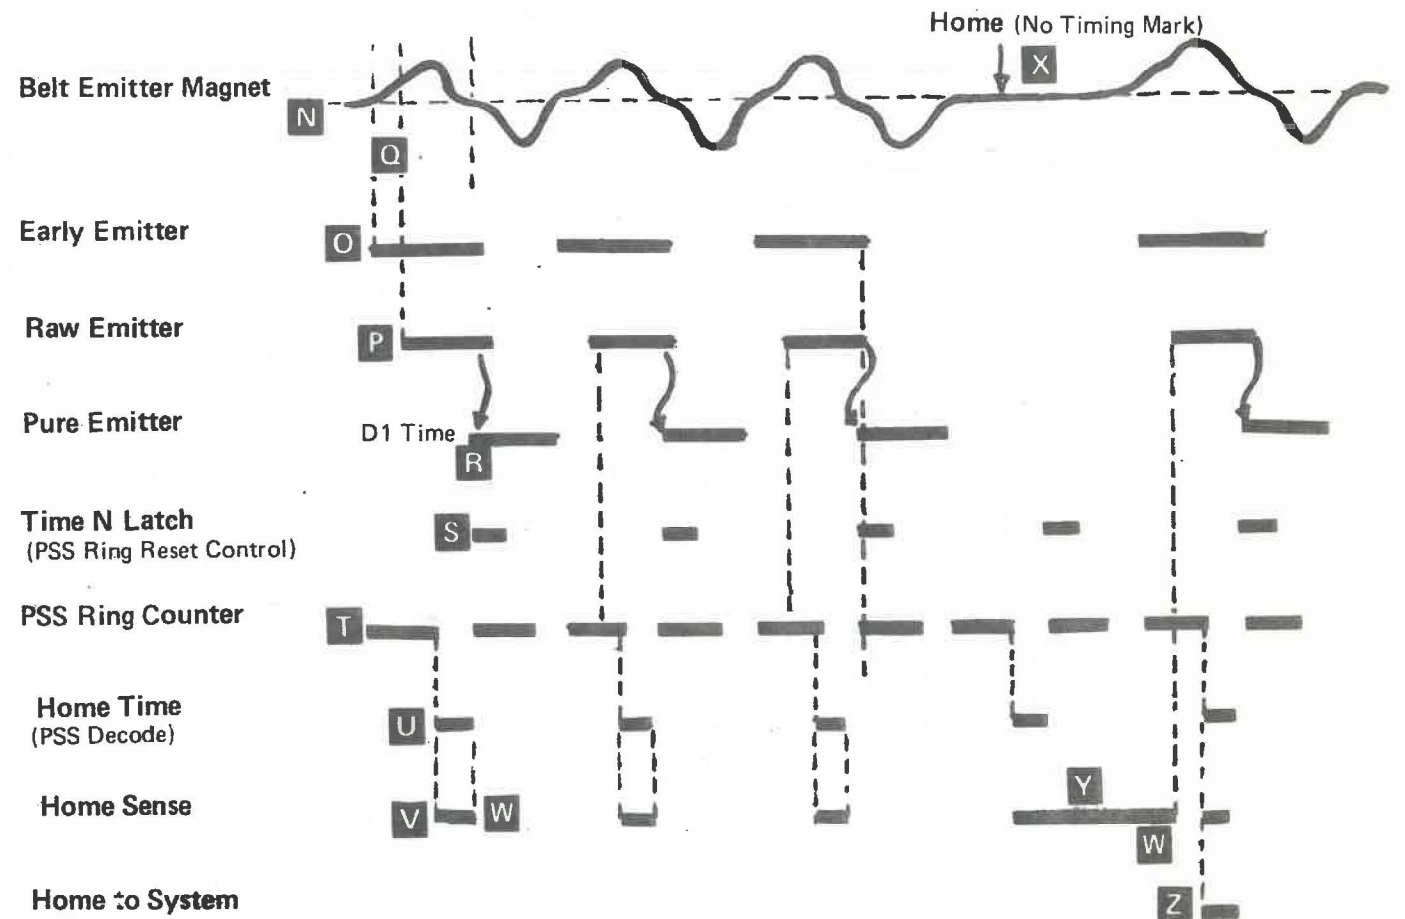 Home (No Timing Mark)
X
Belt Emitter Magnet
N
Q
Early Emitter
O
Raw Emitter
P
Pure Emitter
D1 Time
R
Time N Latch
S
(PSS Ring Reset Control)
PSS Ring Counter
T
Home Time
U
(PSS Decode)
Y
Home Sense
V
W
W
Home to System
Z